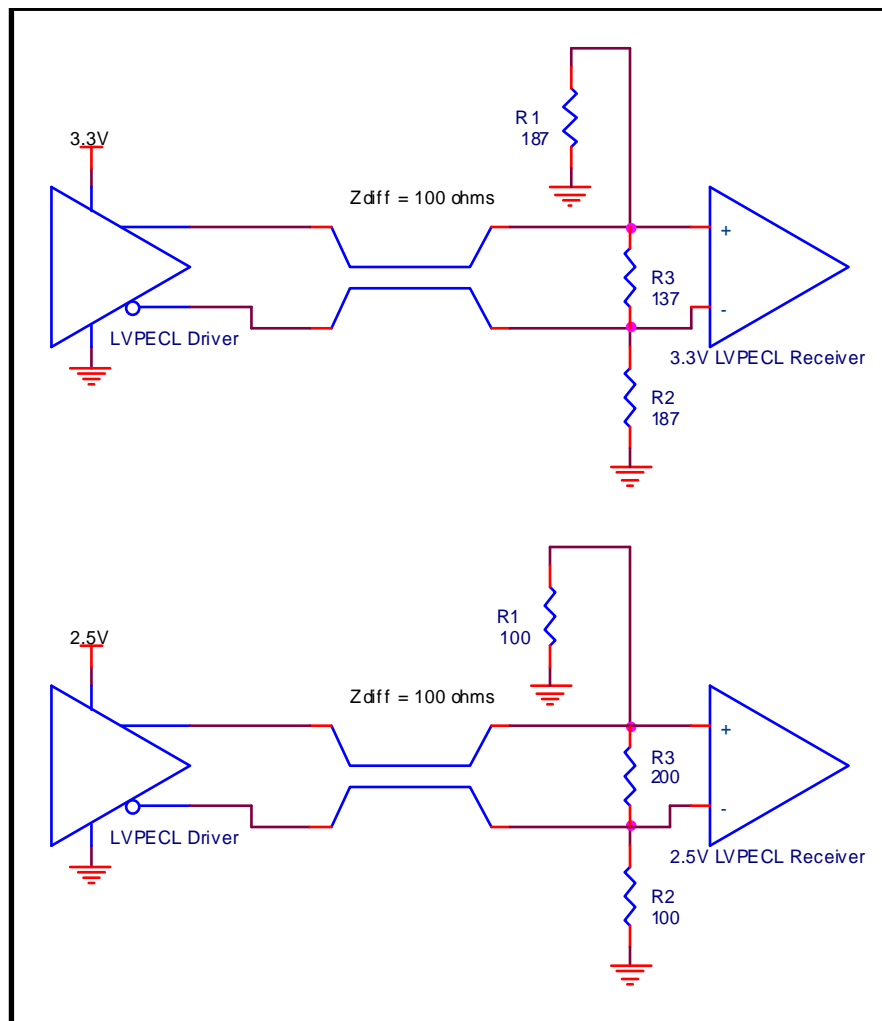 R1
187
3.3V
Zdiff = 100 ohms
+
R3
137
-
LVPECL Driver
3.3V LVPECL Receiver
R2
187
R1
100
2.5V
Zdiff = 100 ohms
+
R3
200
-
LVPECL Driver
2.5V LVPECL Receiver
R2
100